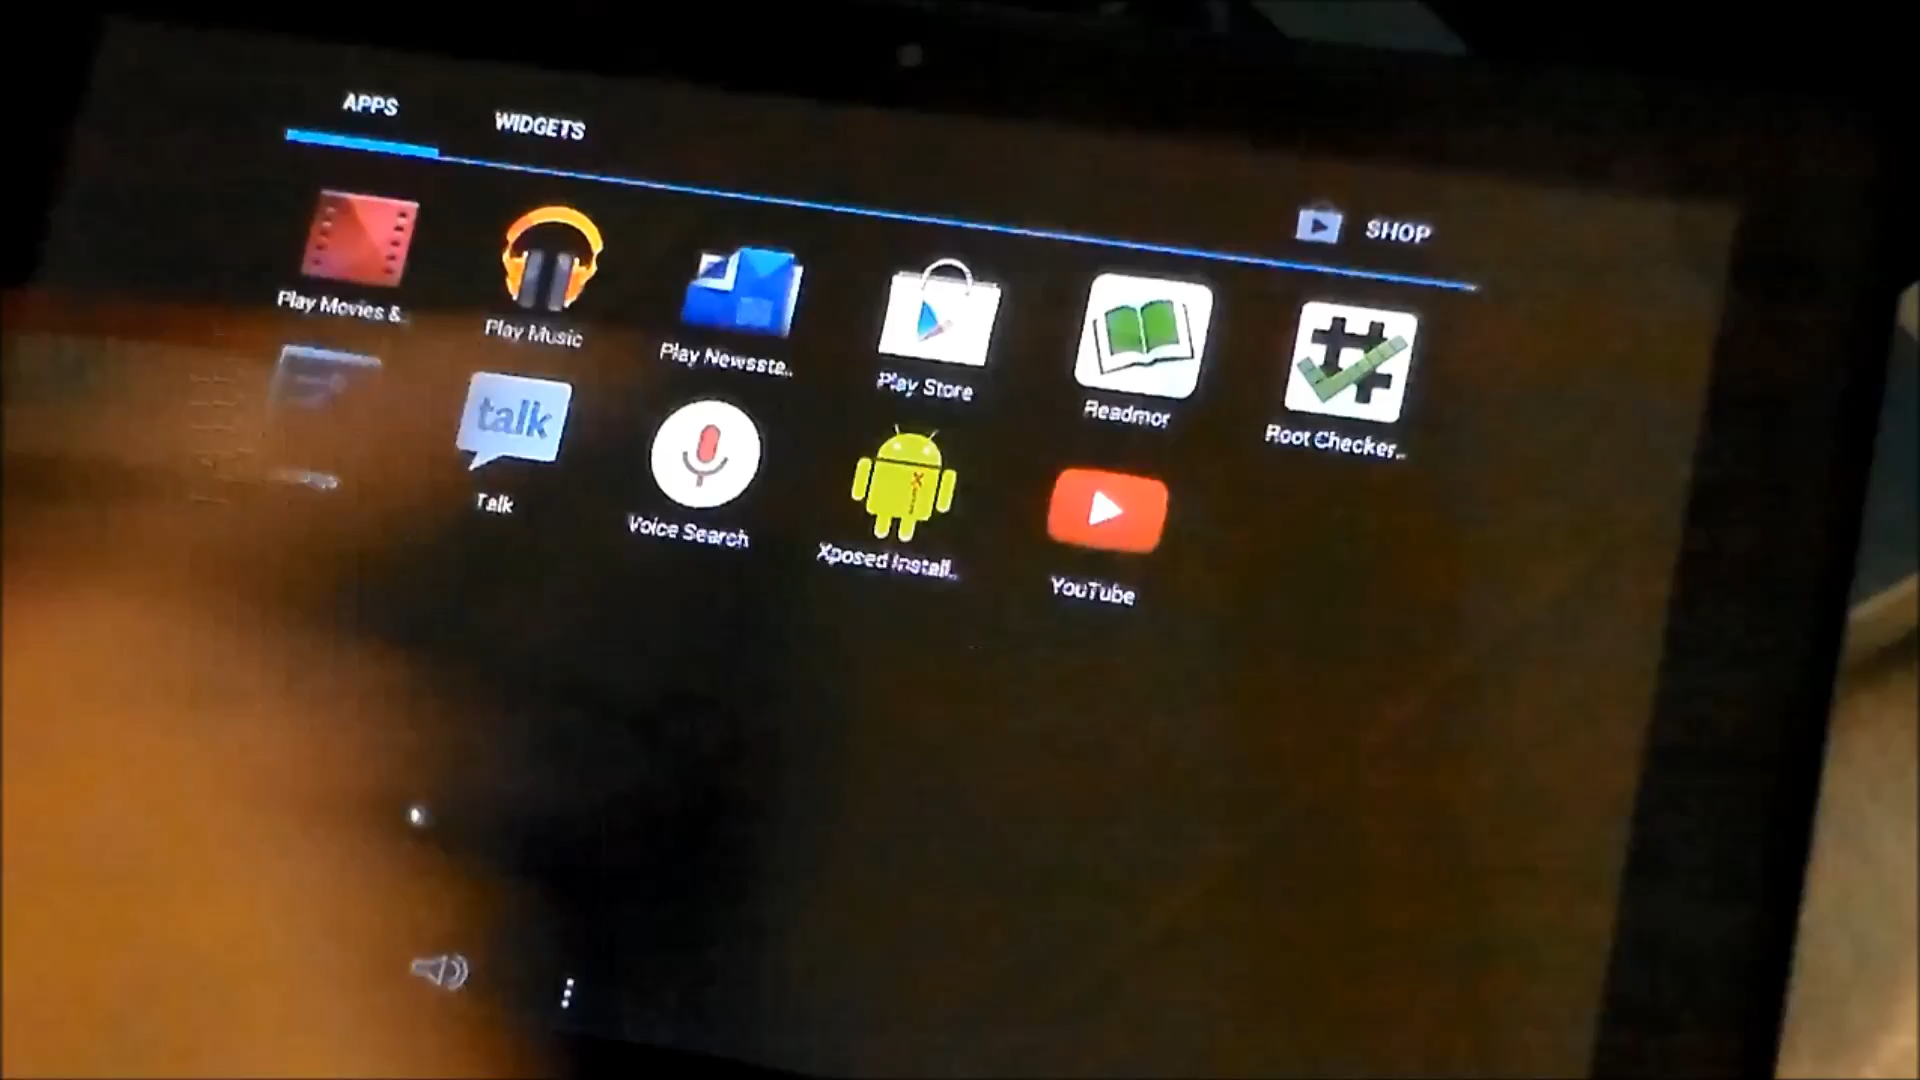 APPS
WIDGETS
SHOP
Play Movies &..
Play Music
Play Newssta..
Play Store
Readmor
Root Checker..
talk
Talk
Voice Search
Xposed Install..
YouTube